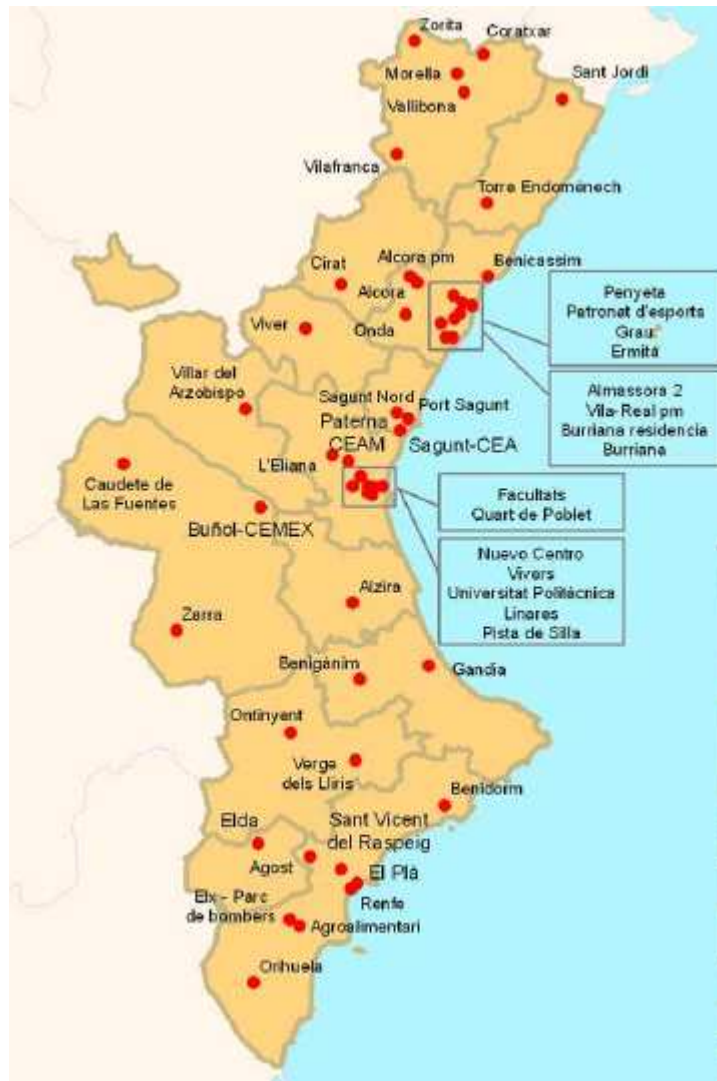 Zorita
Coratxar
Morella
Sant Jordi
Vallibona
Vilafranca
Torre Endoménech
Alcora pm
Benicassim
Cirat
Alcora
Penyeta
Patronat d'esports
Grau
Ermitá
Viver
Onda
Villar del
Arzobispo
Sagunt Nord
Port Sagunt
Almassora 2
Vila-Real pm
Burriana residencia
Burriana
Paterna
CEAM
Sagunt-CEA
L'Eliana
Caudete de
Las Fuentes
Facultats
Quart de Poblet
Buñol-CEMEX
Nuevo Centro
Vivers
Universitat Politácnica
Linares
Pista de Silla
Alzira
Zarra
Benigánim
Gandia
Ontinyent
Verge
dels Lliris
Benidorm
Elda
Sant Vicent
del Raspeig
Agost
El Plá
Elx - Parc
de bombers
Renfe
Agroalimentari
Orihuela